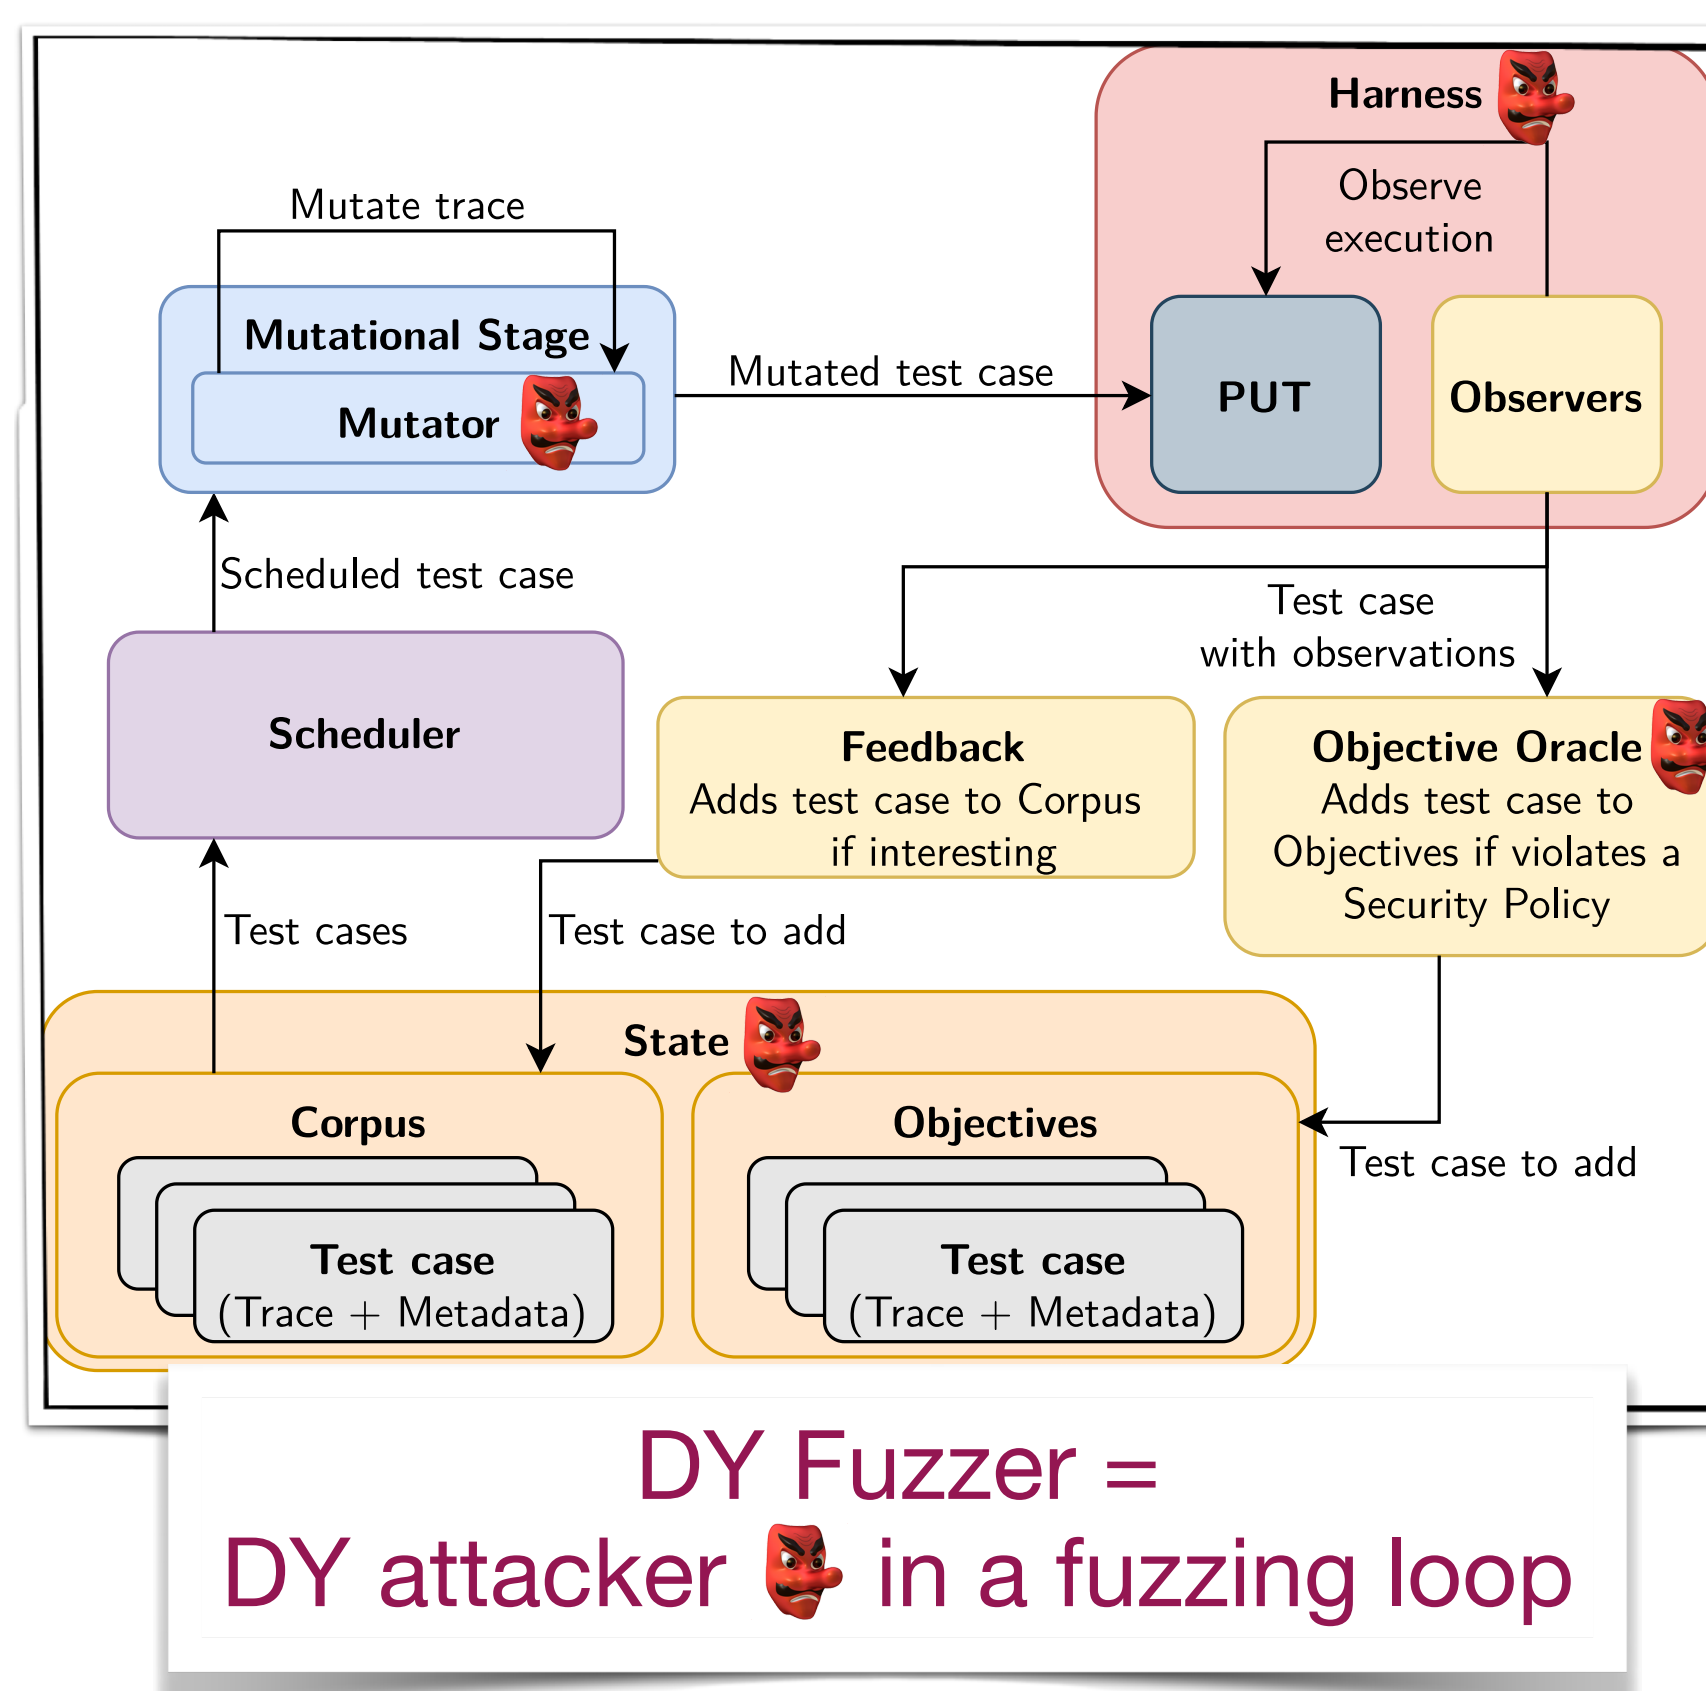 Harness
Observe
execution
Mutate trace
Mutational Stage
Mutator
Mutated test case
PUT
Observers
Scheduled test case
Test case
with observations
Scheduler
Feedback
Adds test case to Corpus
if interesting
Objective Oracle
Adds test case to
Objectives if violates a
Security Policy
Test cases
Test case to add
State
Corpus
Test case
(Trace + Metadata)
Objectives
Test case
(Trace + Metadata)
Test case to add
DY Fuzzer =
DY attacker 👺 in a fuzzing loop